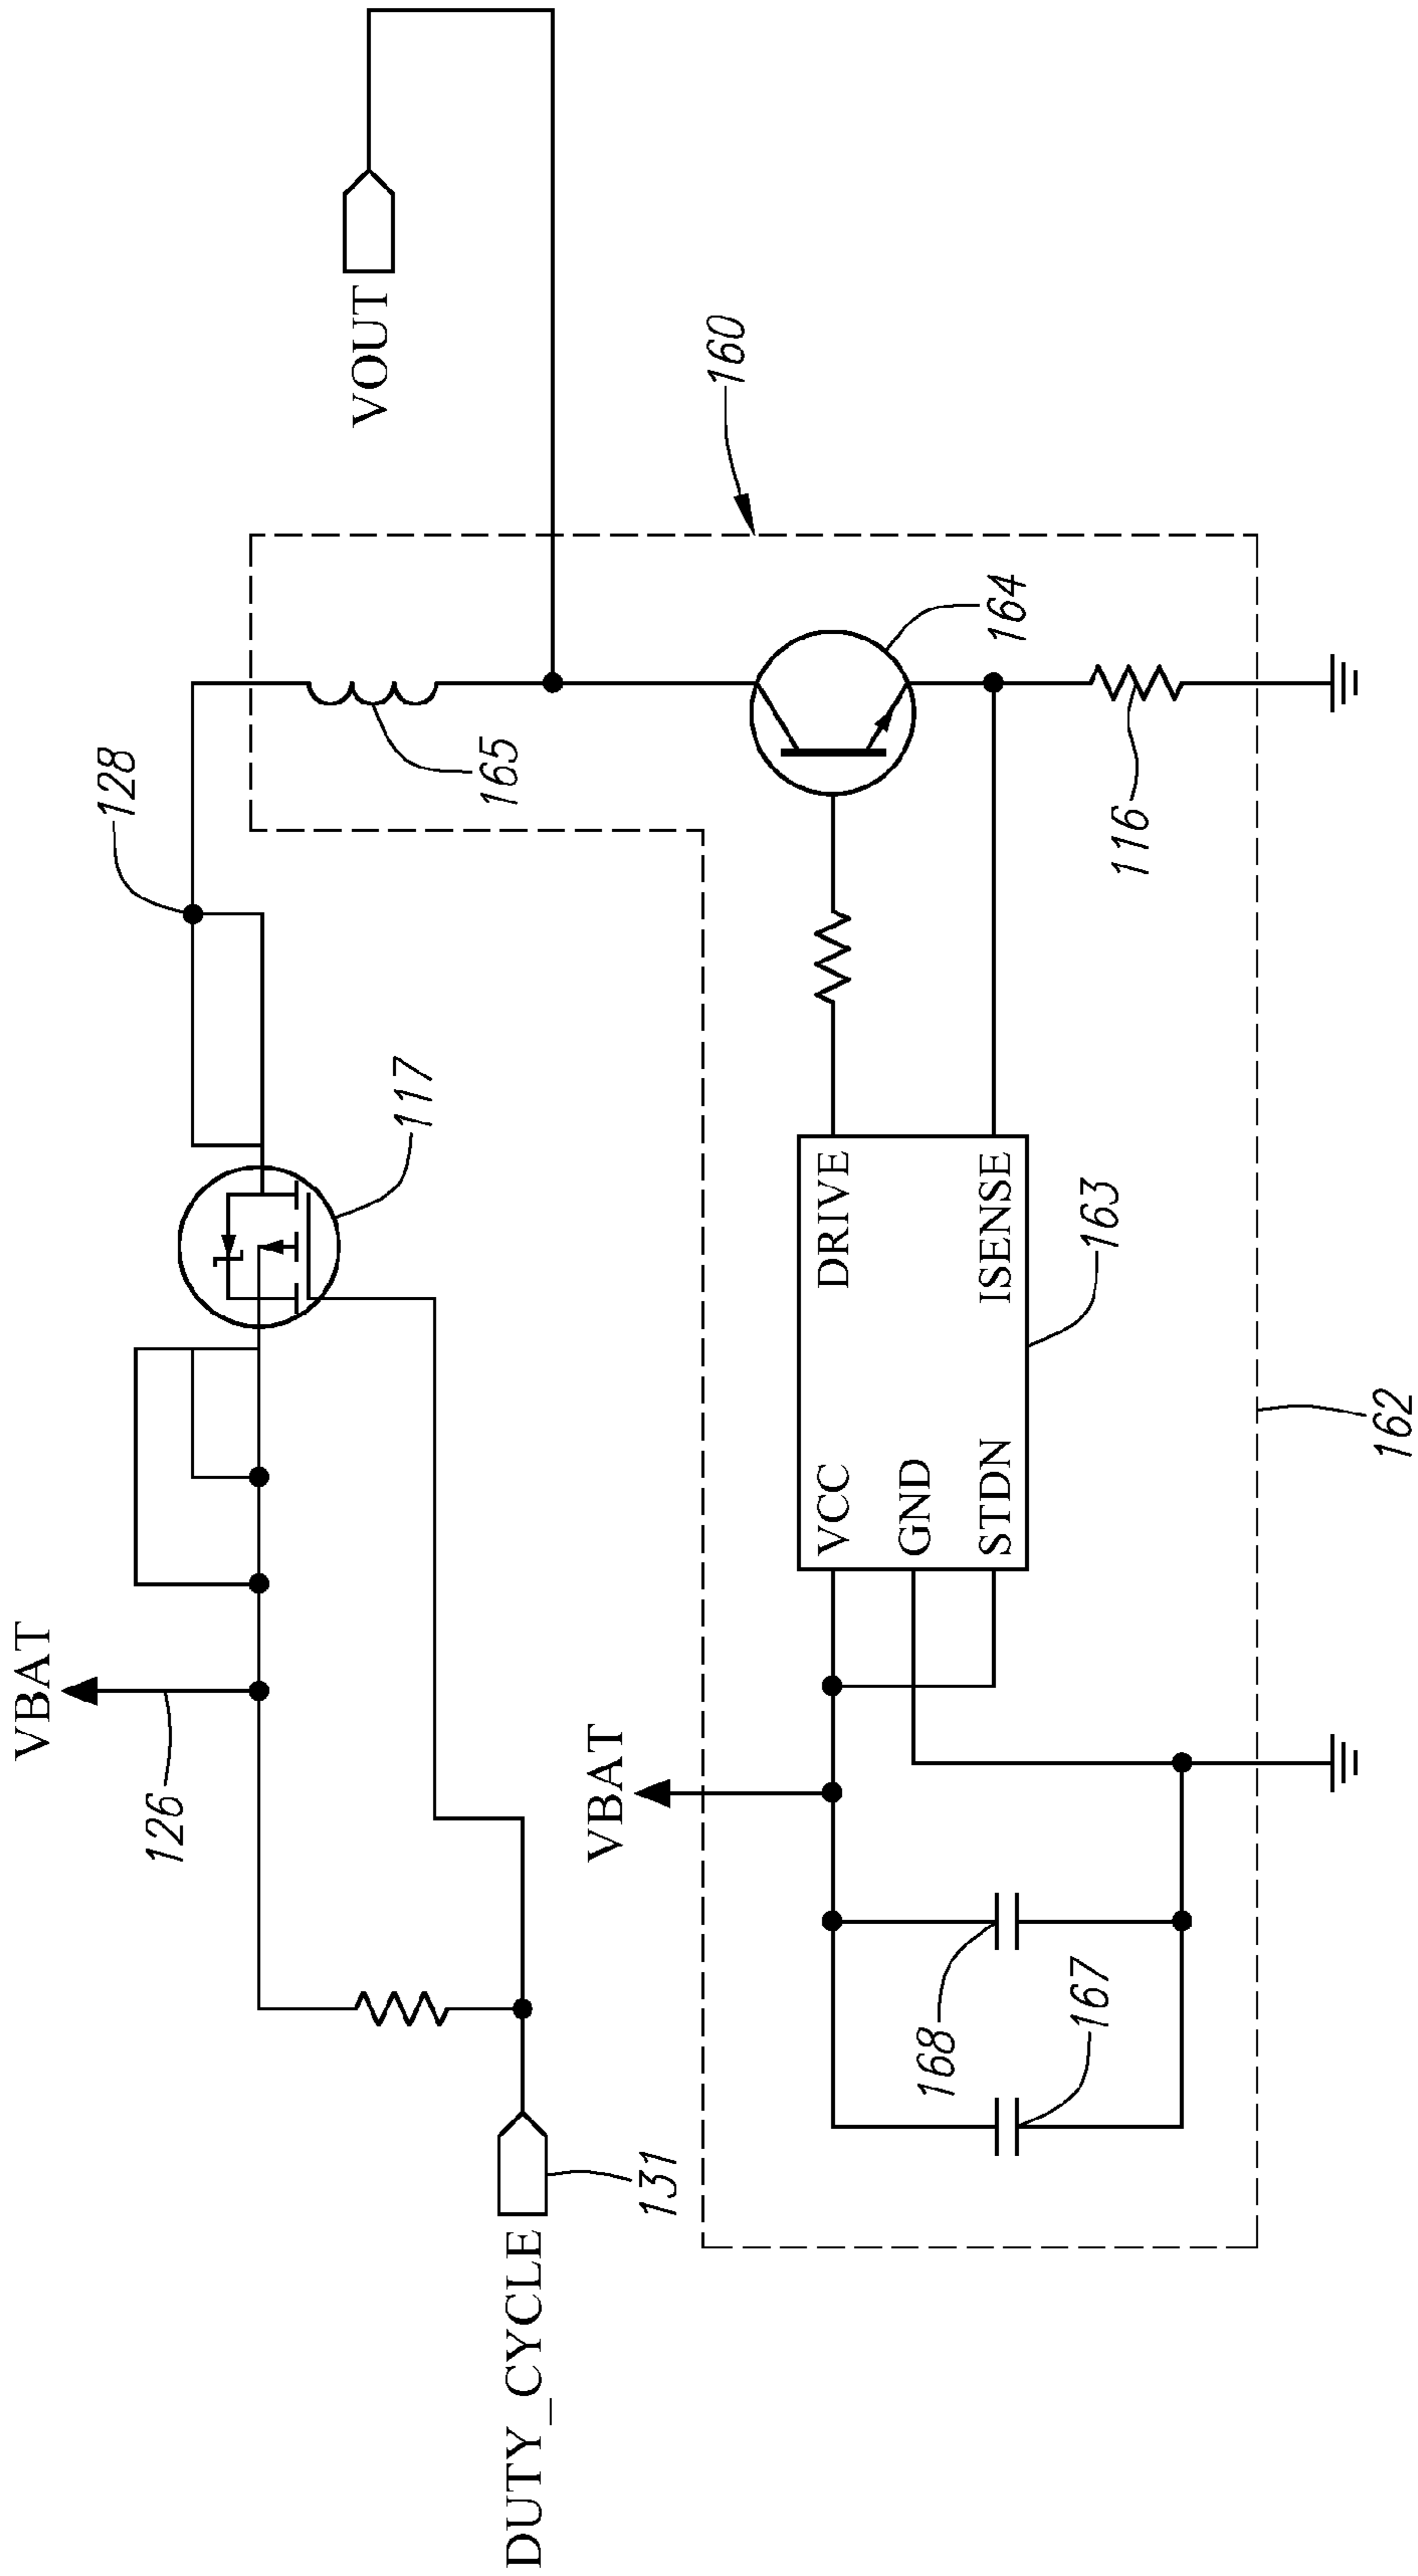 VBAT
126
128
117
DUTY_CYCLE
131
VOUT
165
160
VBAT
VCC
GND
STDN
DRIVE
ISENSE
163
164
168
167
116
162